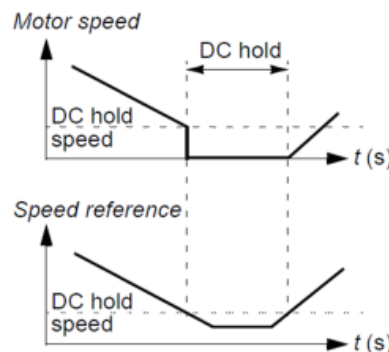 Motor speed
DC hold
DC hold
speed
t (s)
Speed reference
DC hold
speed
t (s)